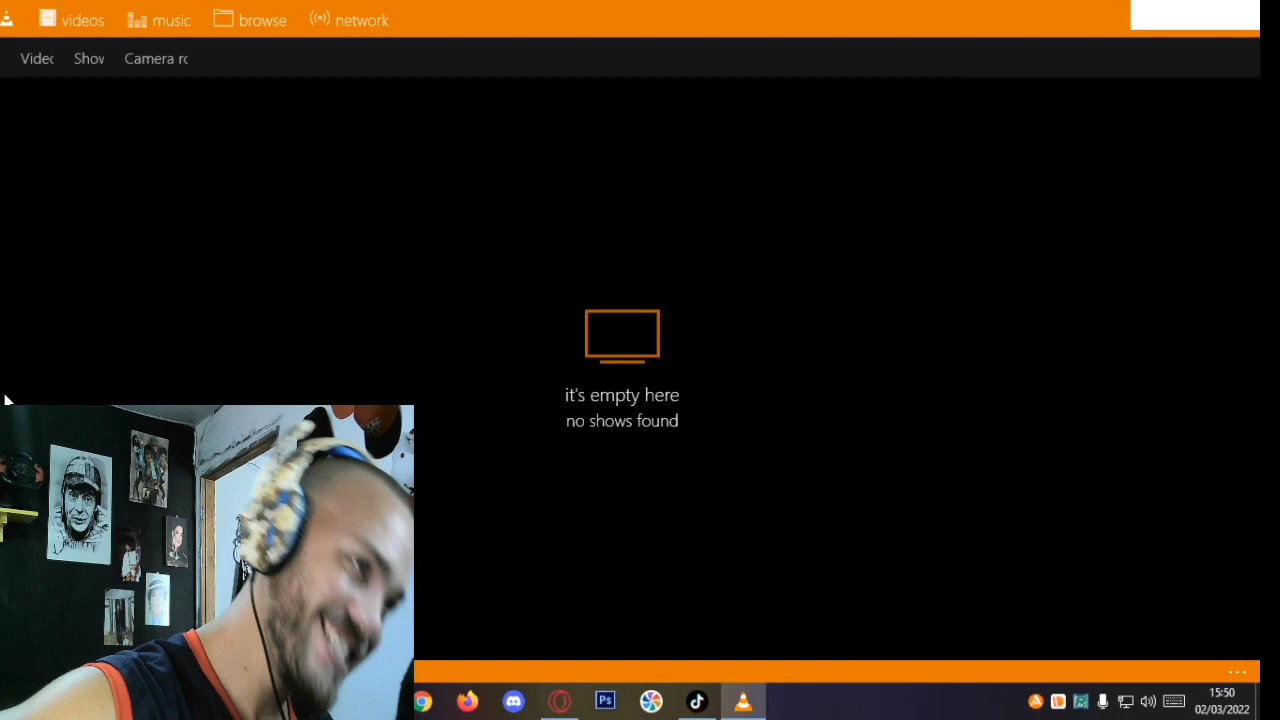 videos
music
browse
network
Videc
Shov
Camera rc
it's empty here
no shows found
...
Ps
15:50
02/03/2022